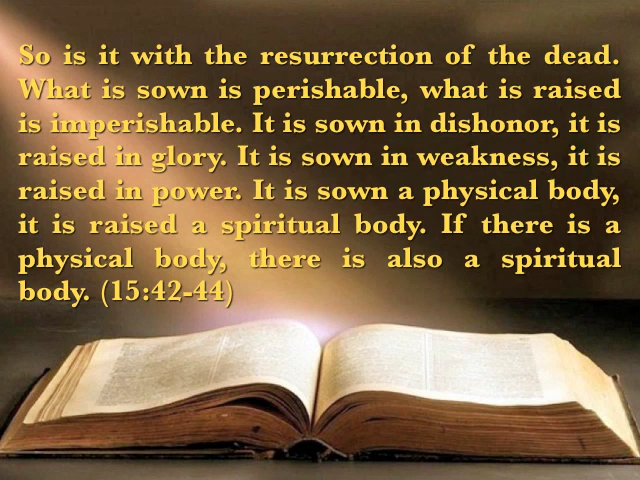 So is it with the resurrection of the dead.
What is sown is perishable, what is raised
is imperishable. It is sown in dishonor, it is
raised in glory. It is sown in weakness, it is
raised in power. It is sown a physical body,
it is raised a spiritual body. If there is a
physical body, there is also a spiritual
body. (15:42-44)